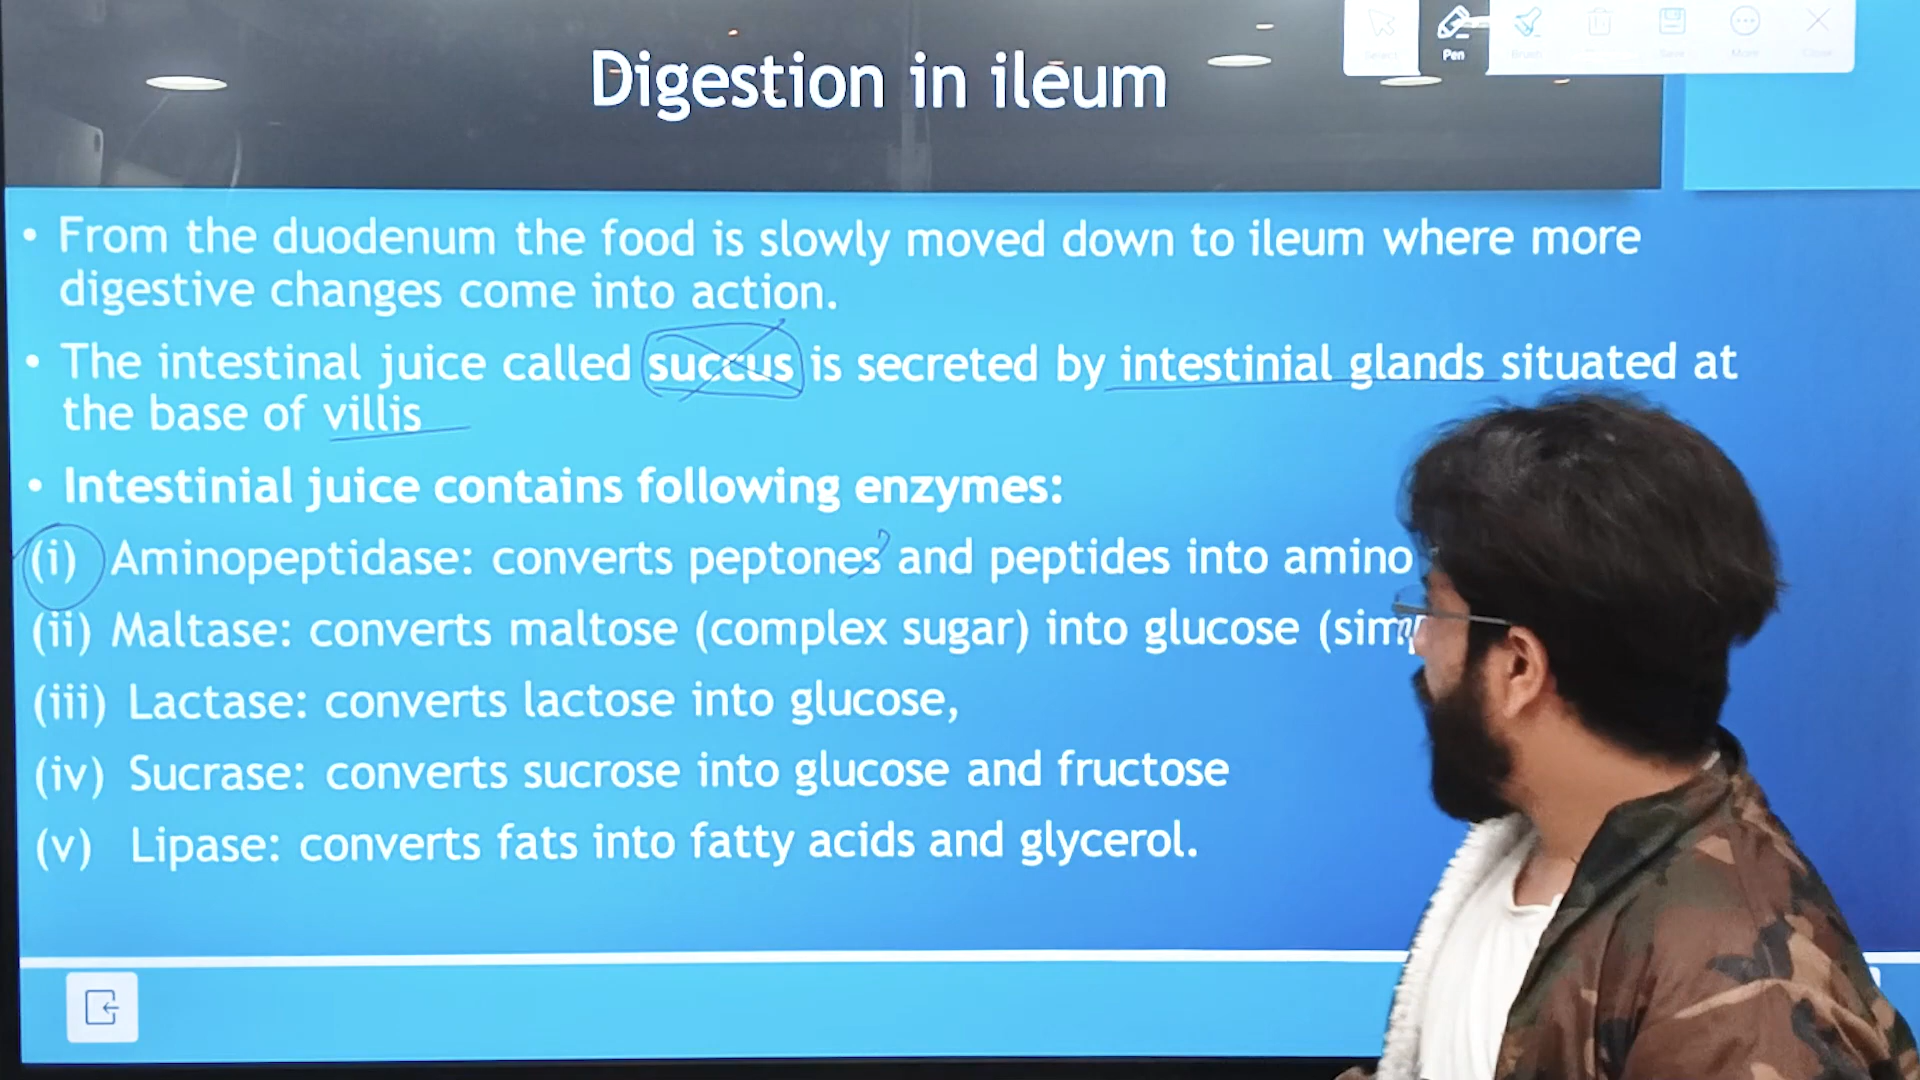 Pen
Digestion in ileum
• From the duodenum the food is slowly moved down to ileum where more
digestive changes come into action.
• The intestinal juice called succus is secreted by intestinial glands situated at
the base of villis
• Intestinial juice contains following enzymes:
(i) Aminopeptidase: converts peptones and peptides into amino
(ii) Maltase: converts maltose (complex sugar) into glucose (sim
(iii) Lactase: converts lactose into glucose,
(iv) Sucrase: converts sucrose into glucose and fructose
(v) Lipase: converts fats into fatty acids and glycerol.